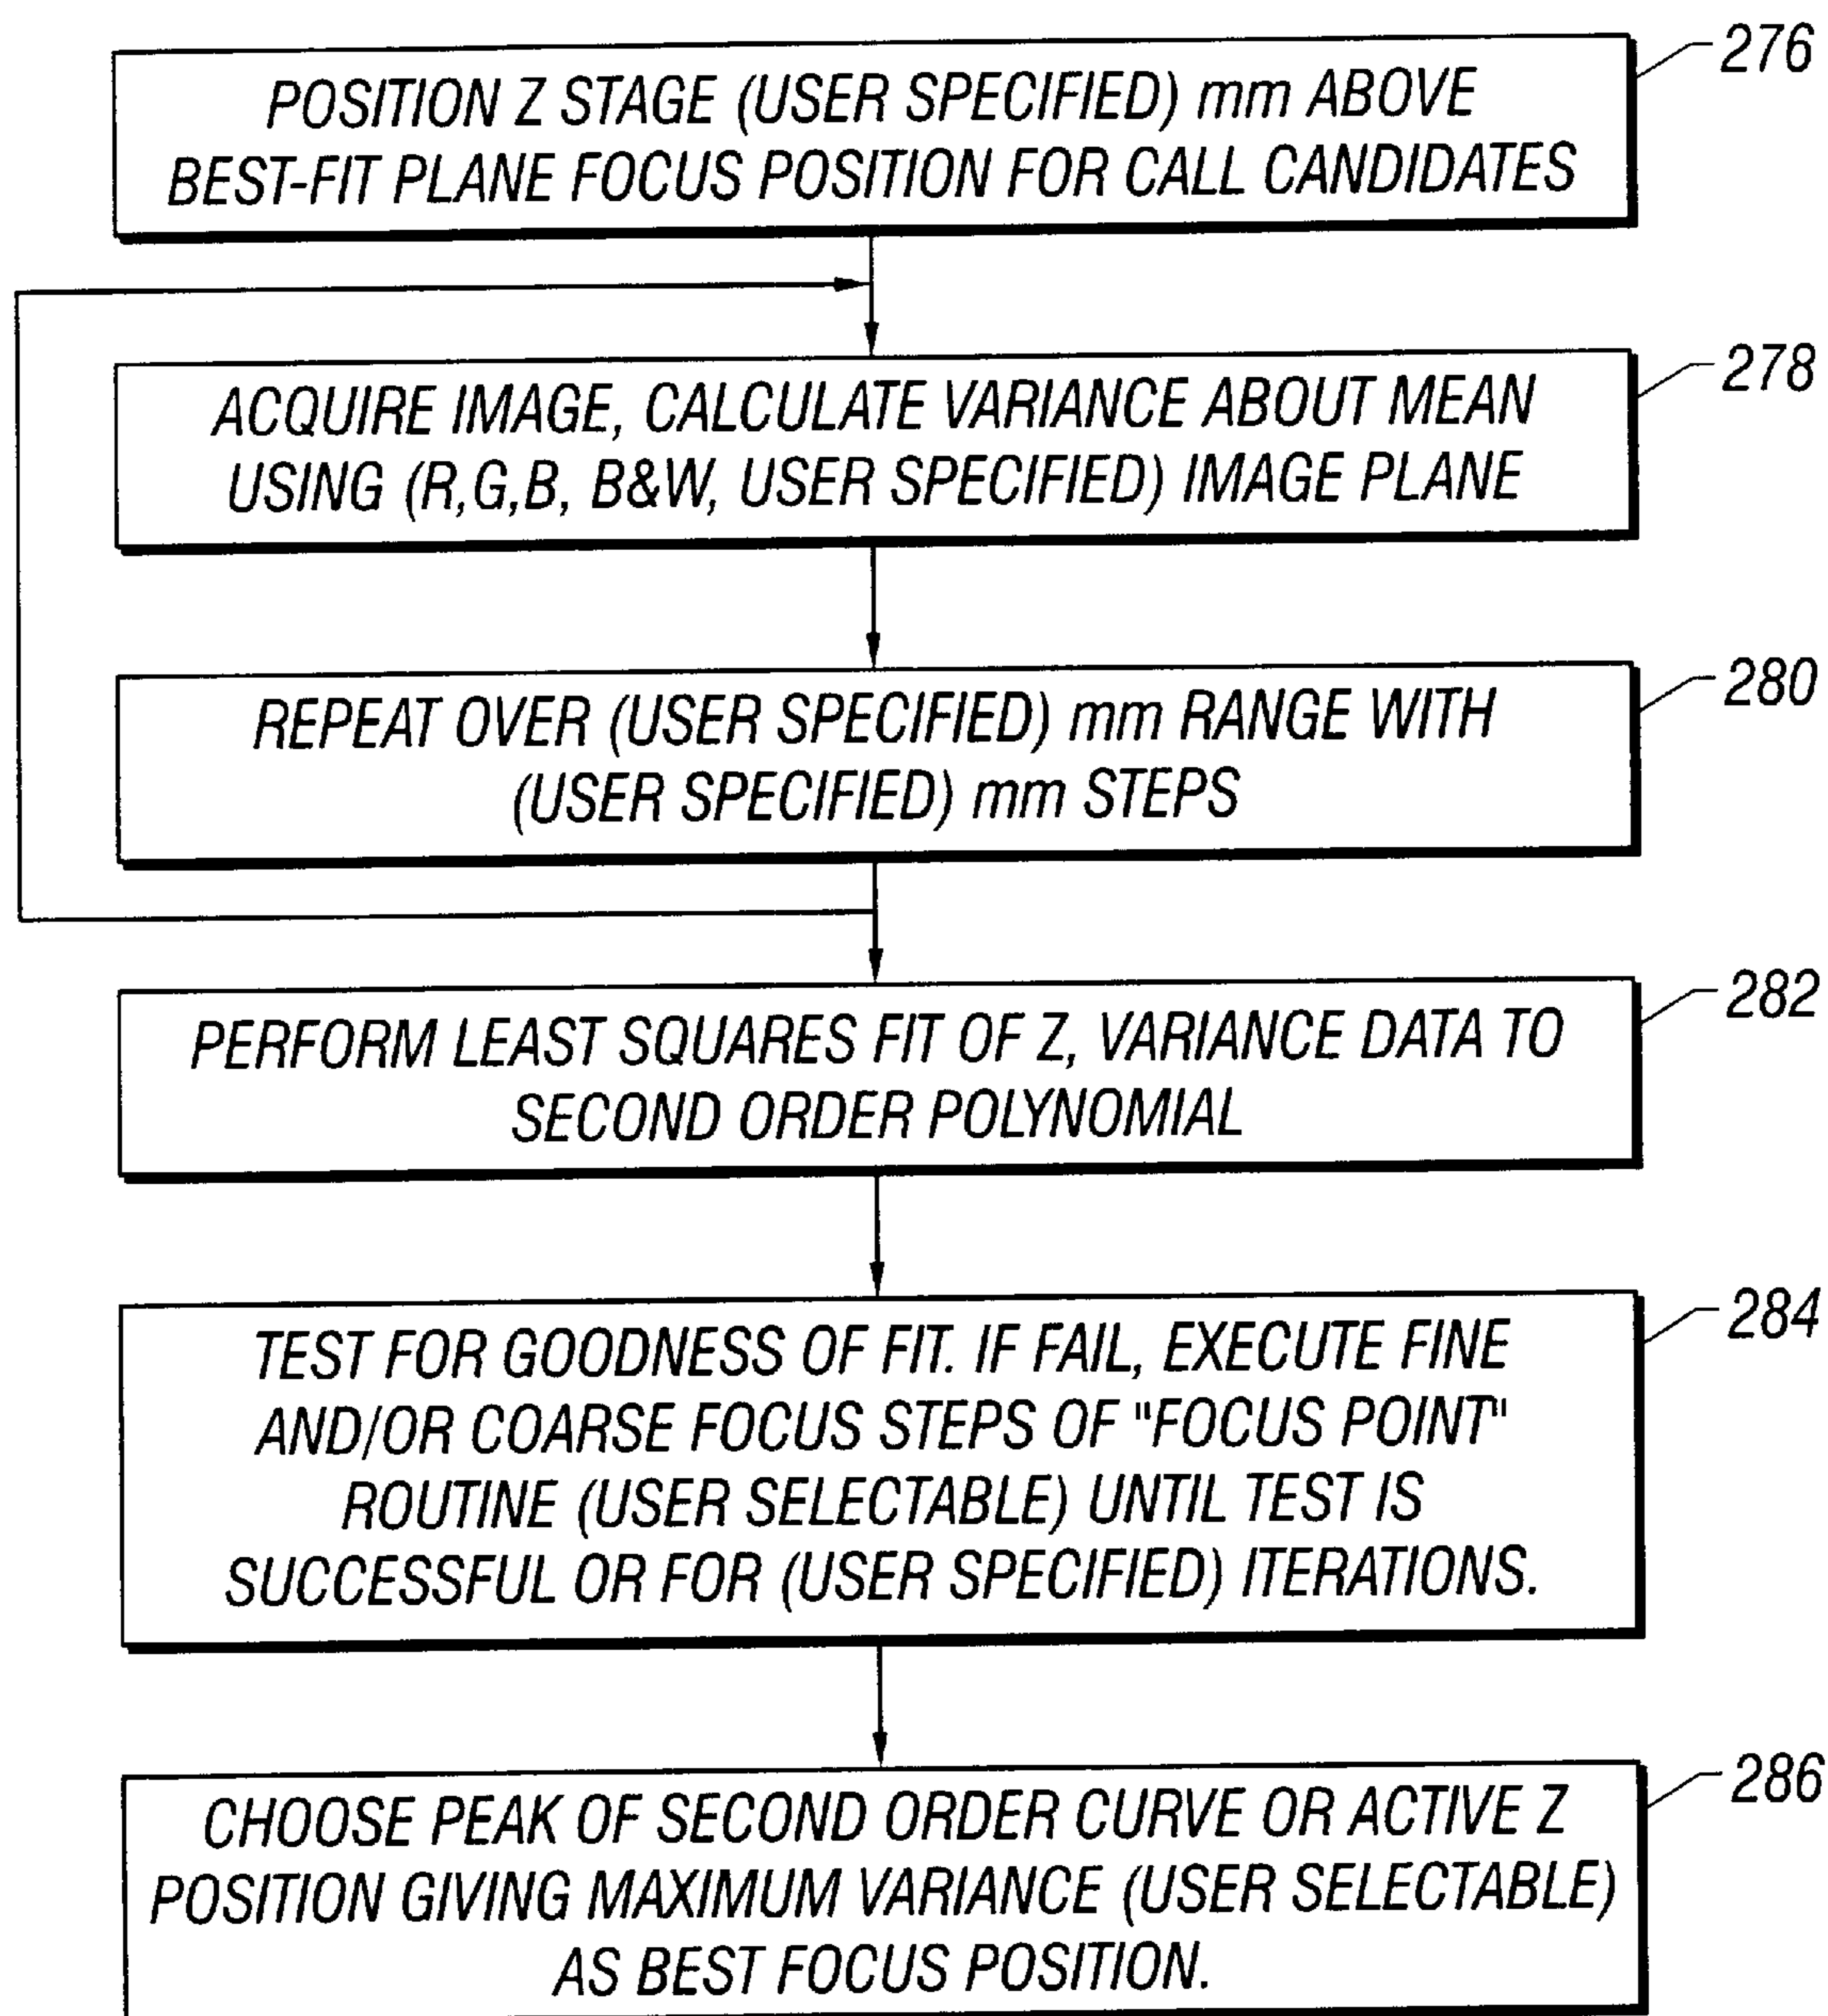 276
POSITION Z STAGE (USER SPECIFIED) mm ABOVE
BEST-FIT PLANE FOCUS POSITION FOR CALL CANDIDATES
278
ACQUIRE IMAGE, CALCULATE VARIANCE ABOUT MEAN
USING (R,G,B, B&W, USER SPECIFIED) IMAGE PLANE
280
REPEAT OVER (USER SPECIFIED) mm RANGE WITH
(USER SPECIFIED) mm STEPS
282
PERFORM LEAST SQUARES FIT OF Z, VARIANCE DATA TO
SECOND ORDER POLYNOMIAL
284
TEST FOR GOODNESS OF FIT. IF FAIL, EXECUTE FINE
AND/OR COARSE FOCUS STEPS OF "FOCUS POINT"
ROUTINE (USER SELECTABLE) UNTIL TEST IS
SUCCESSFUL OR FOR (USER SPECIFIED) ITERATIONS.
286
CHOOSE PEAK OF SECOND ORDER CURVE OR ACTIVE Z
POSITION GIVING MAXIMUM VARIANCE (USER SELECTABLE)
AS BEST FOCUS POSITION.